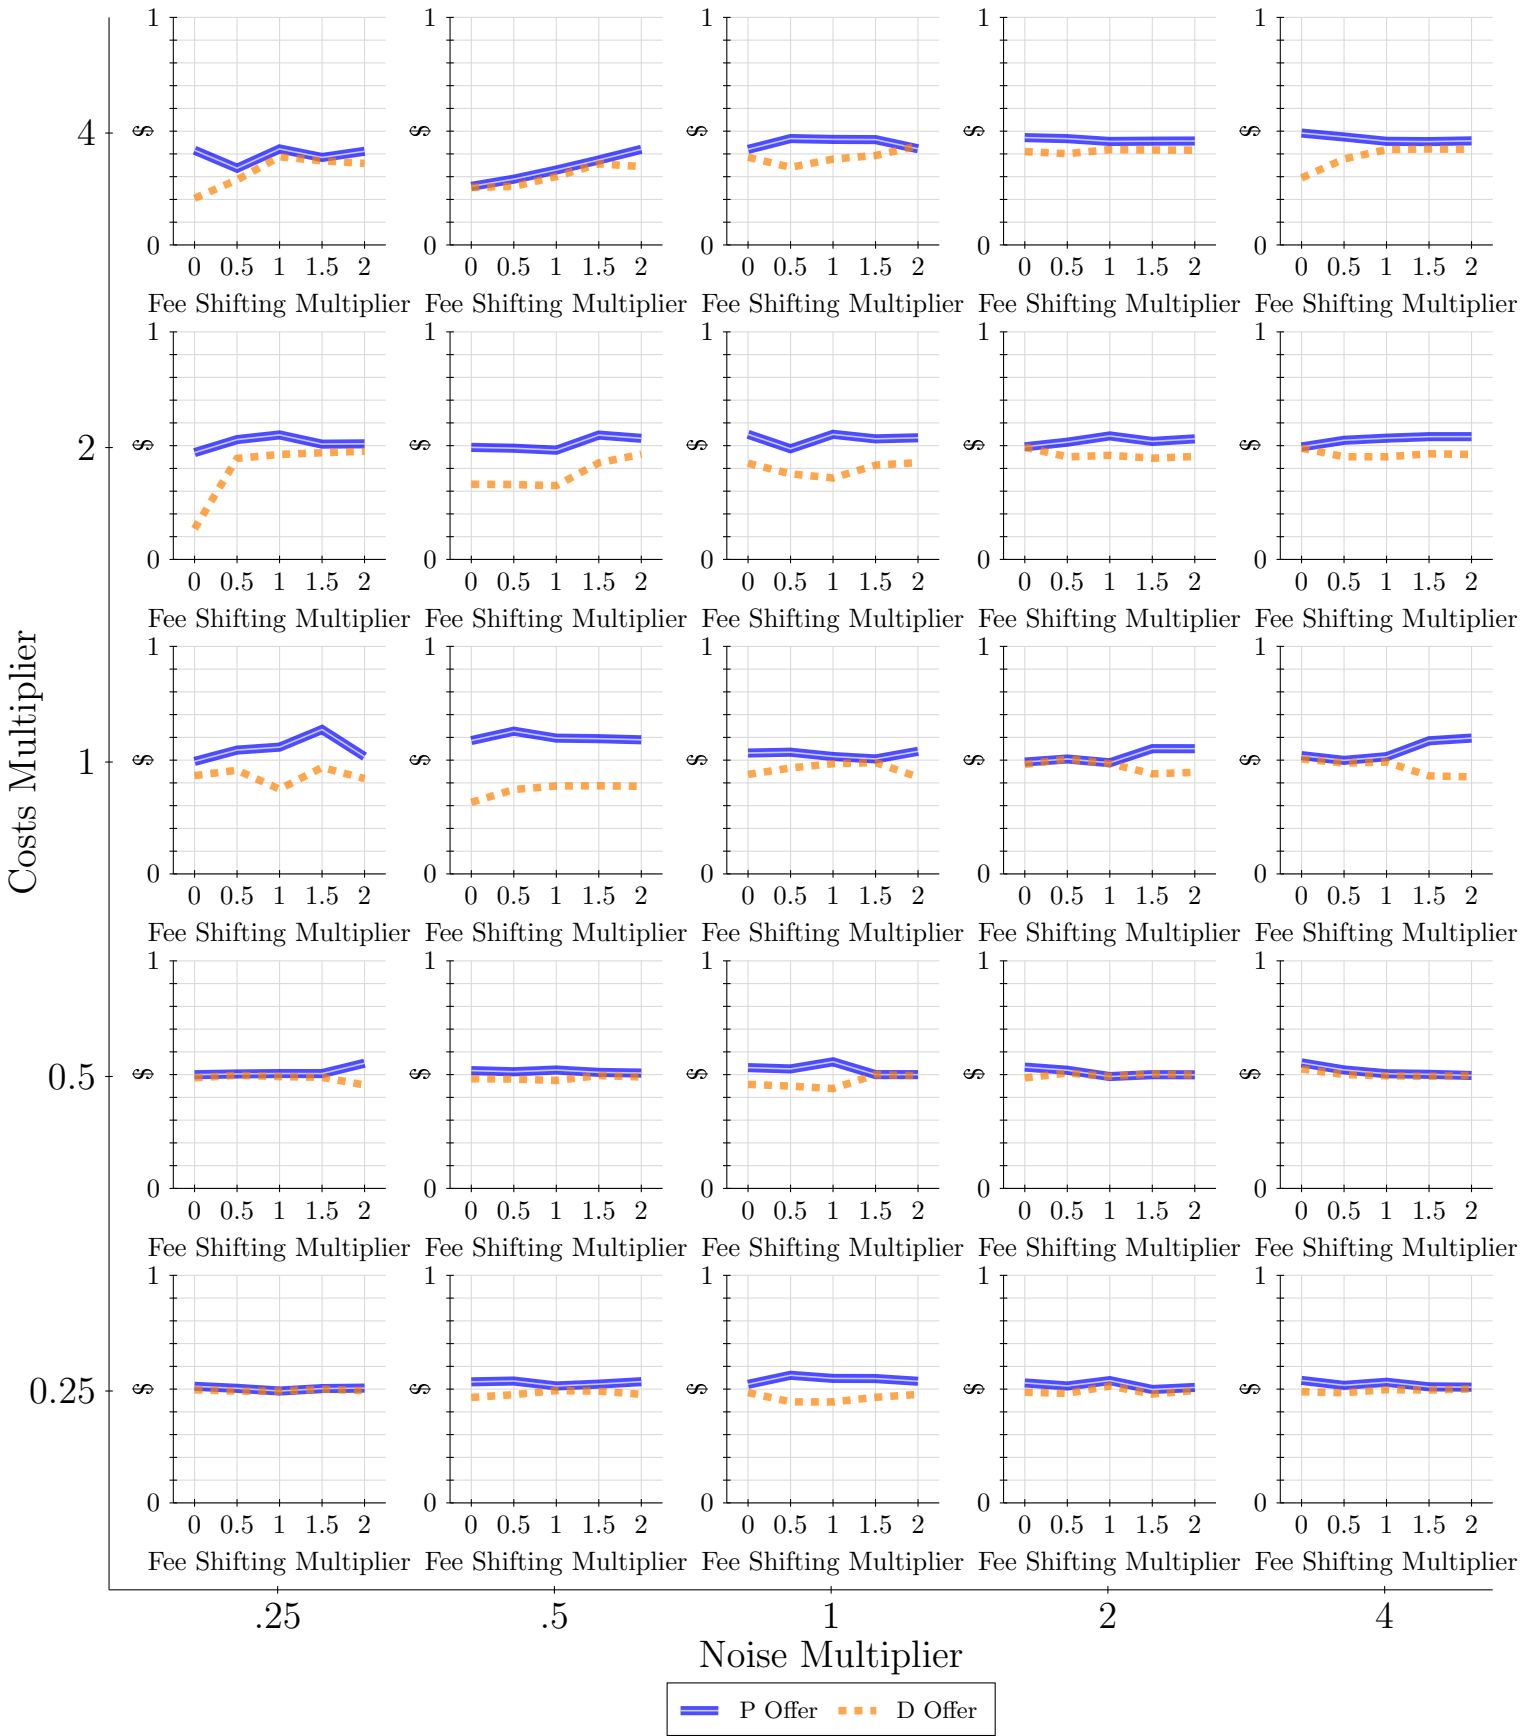 Costs Multiplier
4
1 1 1 1 1
$ $ $ $ $
0 0 0 0 0
0 0.5 1 1.5 2 0 0.5 1 1.5 2 0 0.5 1 1.5 2 0 0.5 1 1.5 2 0 0.5 1 1.5 2
Fee Shifting Multiplier Fee Shifting Multiplier Fee Shifting Multiplier Fee Shifting Multiplier Fee Shifting Multiplier
2
1 1 1 1 1
$ $ $ $ $
0 0 0 0 0
0 0.5 1 1.5 2 0 0.5 1 1.5 2 0 0.5 1 1.5 2 0 0.5 1 1.5 2 0 0.5 1 1.5 2
Fee Shifting Multiplier Fee Shifting Multiplier Fee Shifting Multiplier Fee Shifting Multiplier Fee Shifting Multiplier
1
1 1 1 1 1
$ $ $ $ $
0 0 0 0 0
0 0.5 1 1.5 2 0 0.5 1 1.5 2 0 0.5 1 1.5 2 0 0.5 1 1.5 2 0 0.5 1 1.5 2
Fee Shifting Multiplier Fee Shifting Multiplier Fee Shifting Multiplier Fee Shifting Multiplier Fee Shifting Multiplier
0.5
1 1 1 1 1
$ $ $ $ $
0 0 0 0 0
0 0.5 1 1.5 2 0 0.5 1 1.5 2 0 0.5 1 1.5 2 0 0.5 1 1.5 2 0 0.5 1 1.5 2
Fee Shifting Multiplier Fee Shifting Multiplier Fee Shifting Multiplier Fee Shifting Multiplier Fee Shifting Multiplier
0.25
1 1 1 1 1
$ $ $ $ $
0 0 0 0 0
0 0.5 1 1.5 2 0 0.5 1 1.5 2 0 0.5 1 1.5 2 0 0.5 1 1.5 2 0 0.5 1 1.5 2
Fee Shifting Multiplier Fee Shifting Multiplier Fee Shifting Multiplier Fee Shifting Multiplier Fee Shifting Multiplier
.25 .5 1 2 4
Noise Multiplier
P Offer D Offer